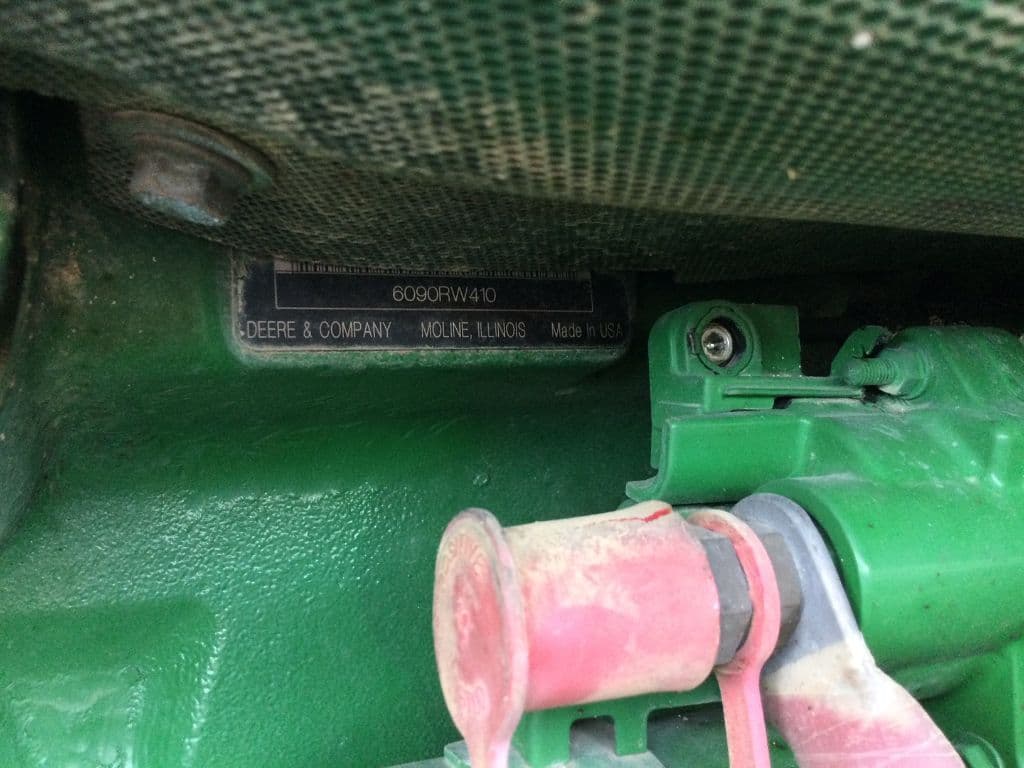 6090RW410
DEERE & COMPANY MOLINE, ILLINOIS Made In USA